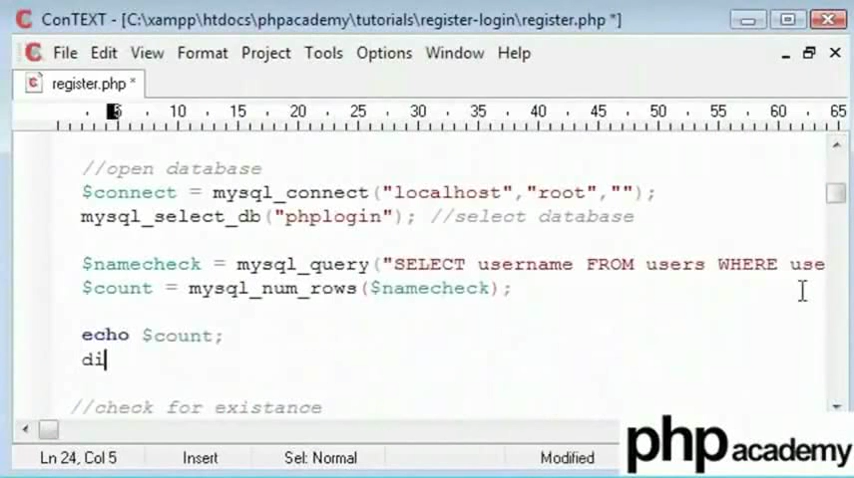 ConTEXT - [C:\xampp\htdocs\phpacademy\tutorials\register-login\register.php *]
File Edit View Format Project Tools Options Window Help
register.php *
5 10 15 20 25 30 35 40 45 50 55 60 65
//open database
$connect = mysql_connect("localhost","root","");
mysql_select_db("phplogin"); //select database
$namecheck = mysql_query("SELECT username FROM users WHERE use
$count = mysql_num_rows($namecheck);
echo $count;
di
//check for existance
Ln 24, Col 5 Insert Sel: Normal Modified
php academy